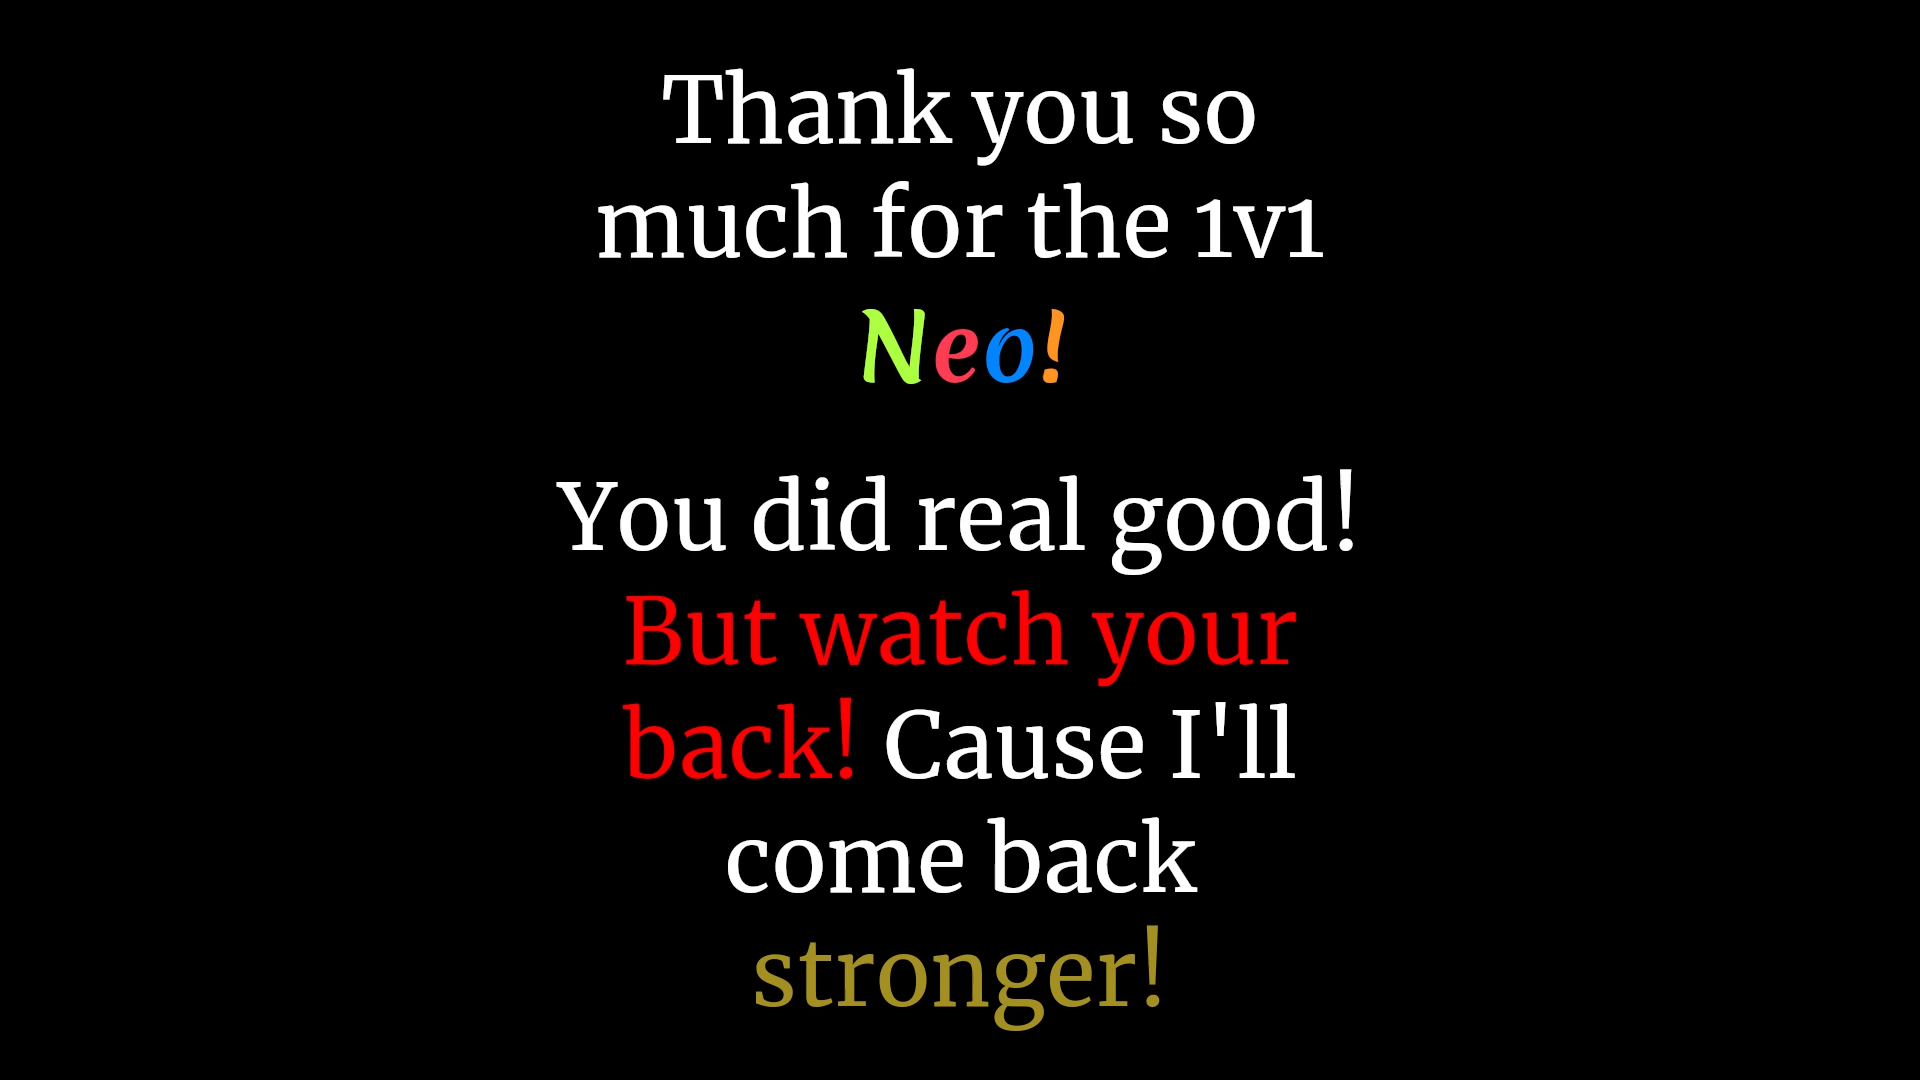 Thank you so
much for the 1v1
Neo!
You did real good!
But watch your
back! Cause I'll
come back
stronger!